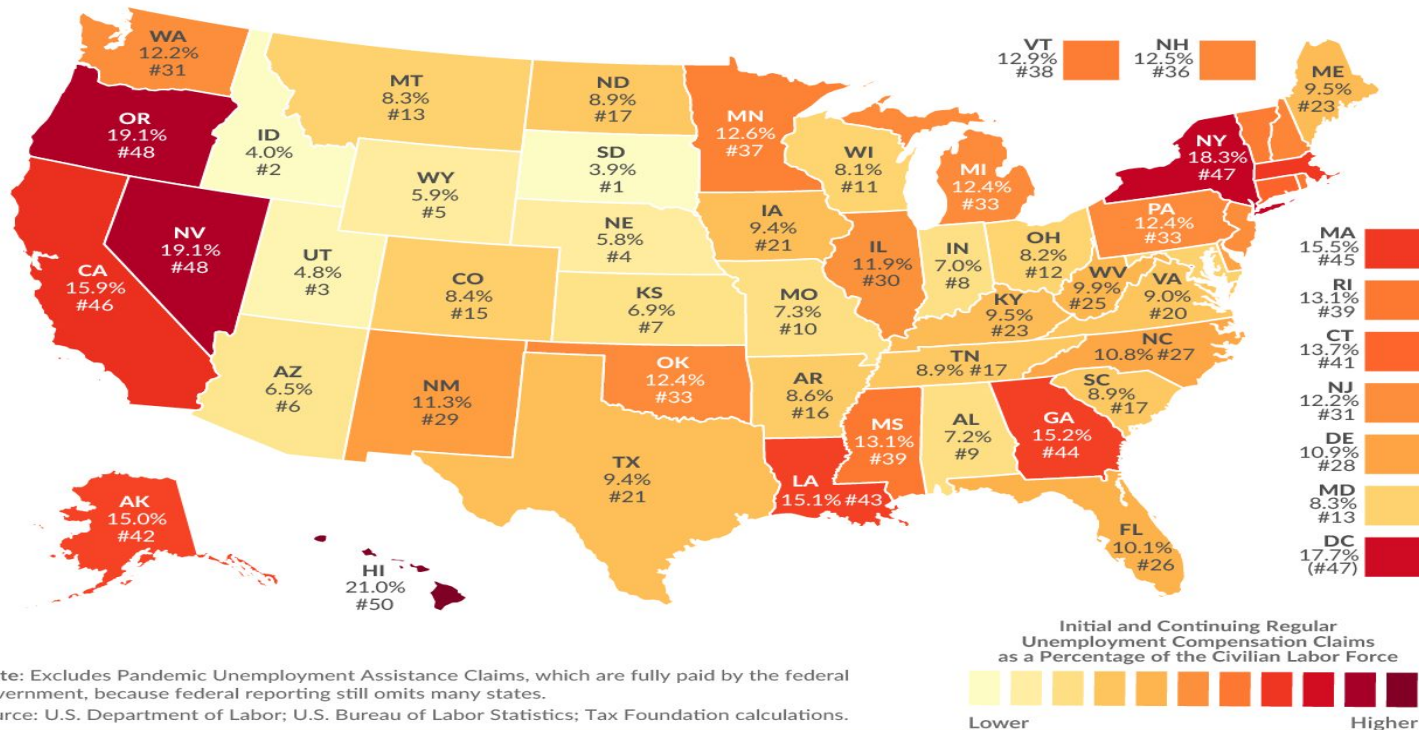 WA
12.2%
#31
OR
19.1%
#48
CA
15.9%
#46
NV
19.1%
#48
ID
4.0%
#2
MT
8.3%
#13
WY
5.9%
#5
UT
4.8%
#3
AZ
6.5%
#6
CO
8.4%
#15
NM
11.3%
#29
ND
8.9%
#17
SD
3.9%
#1
NE
5.8%
#4
KS
6.9%
#7
OK
12.4%
#33
TX
9.4%
#21
MN
12.6%
#37
IA
9.4%
#21
MO
7.3%
#10
AR
8.6%
#16
LA
15.1% #43
WI
8.1%
#11
IL
11.9%
#30
MI
12.4%
#33
IN
7.0%
#8
OH
8.2%
#12
KY
9.5%
#23
TN
8.9% #17
MS
13.1%
#39
AL
7.2%
#9
GA
15.2%
#44
FL
10.1%
#26
SC
8.9%
#17
NC
10.8% #27
WV
9.9%
#25
VA
9.0%
#20
PA
12.4%
#33
NY
18.3%
#47
VT
12.9%
#38
NH
12.5%
#36
ME
9.5%
#23
MA
15.5%
#45
RI
13.1%
#39
CT
13.7%
#41
NJ
12.2%
#31
DE
10.9%
#28
MD
8.3%
#13
DC
17.7%
(#47)
AK
15.0%
#42
HI
21.0%
#50
Initial and Continuing Regular
Unemployment Compensation Claims
as a Percentage of the Civilian Labor Force
Lower Higher
te: Excludes Pandemic Unemployment Assistance Claims, which are fully paid by the federal
vernment, because federal reporting still omits many states.
urce: U.S. Department of Labor; U.S. Bureau of Labor Statistics; Tax Foundation calculations.